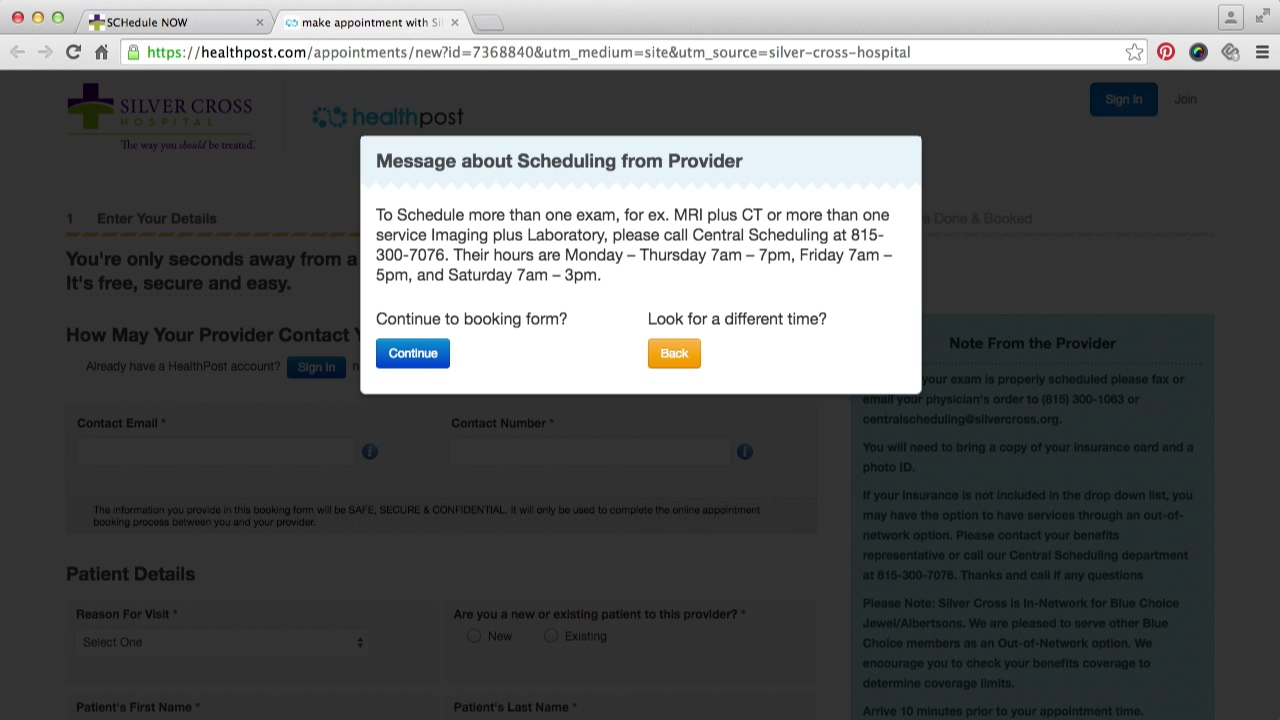 SCHedule NOW
make appointment with Sil
https://healthpost.com/appointments/new?id=7368840&utm_medium=site&utm_source=silver-cross-hospital
SILVER CROSS
HOSPITAL
The way you should be treated.
healthpost
Sign In
Join
Message about Scheduling from Provider
To Schedule more than one exam, for ex. MRI plus CT or more than one
service Imaging plus Laboratory, please call Central Scheduling at 815-
300-7076. Their hours are Monday – Thursday 7am – 7pm, Friday 7am –
5pm, and Saturday 7am – 3pm.
Continue to booking form?
Look for a different time?
Continue
Back
1 Enter Your Details
Done & Booked
You're only seconds away from a
It's free, secure and easy.
How May Your Provider Contact Y
Already have a HealthPost account? Sign In
Contact Email *
Contact Number *
The information you provide in this booking form will be SAFE, SECURE & CONFIDENTIAL. It will only be used to complete the online appointment
booking process between you and your provider.
Patient Details
Reason For Visit *
Select One
Are you a new or existing patient to this provider? *
New
Existing
Patient's First Name *
Patient's Last Name *
Note From the Provider
your exam is properly scheduled please fax or
email your physician's order to (815) 300-1063 or
centralscheduling@silvercross.org.
You will need to bring a copy of your insurance card and a
photo ID.
If your insurance is not included in the drop down list, you
may have the option to have services through an out-of-
network option. Please contact your benefits
representative or call our Central Scheduling department
at 815-300-7076. Thanks and call if any questions
Please Note: Silver Cross is In-Network for Blue Choice
Jewel/Albertsons. We are pleased to serve other Blue
Choice members as an Out-of-Network option. We
encourage you to check your benefits coverage to
determine coverage limits.
Arrive 10 minutes prior to your appointment time.